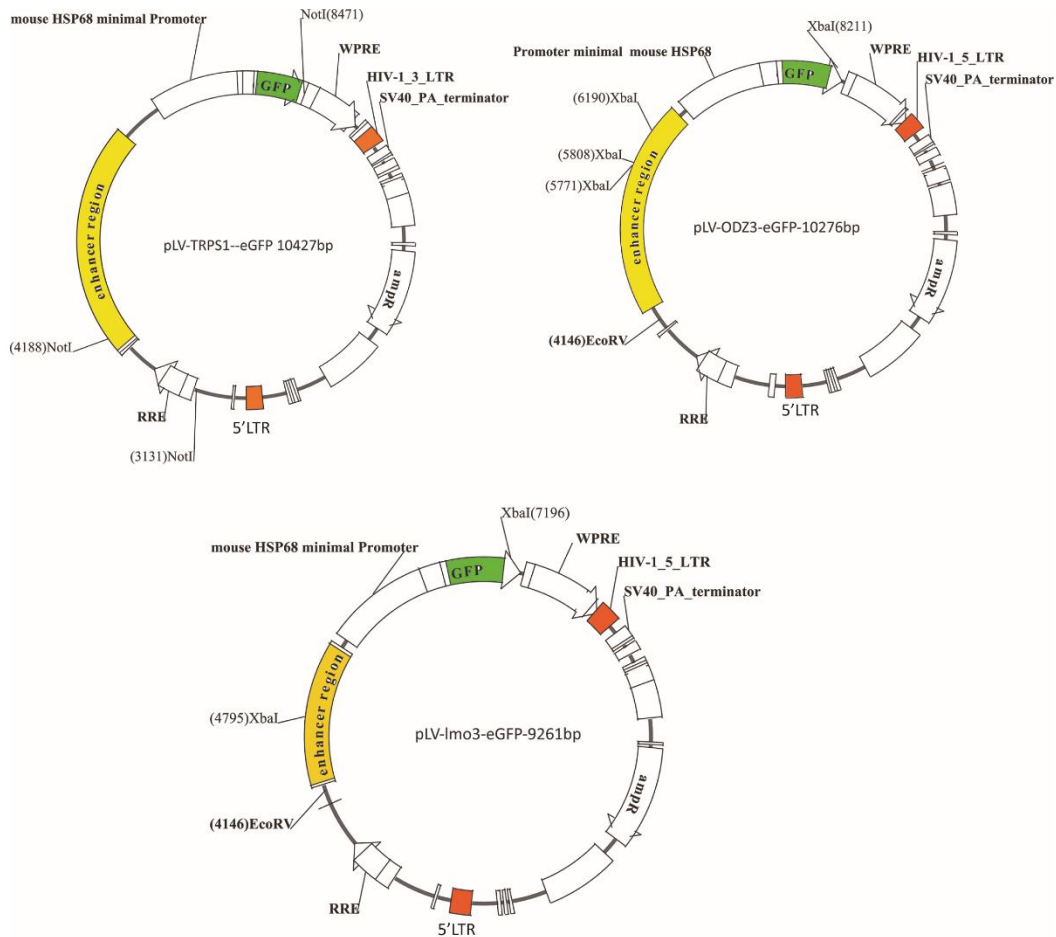 mouse HSP68 minimal Promoter
NotI(8471)
WPRE
HIV-1_3_LTR
SV40_PA_terminator
GFP
enhancer region
pLV-TRPS1--eGFP 10427bp
ampR
(4188)NotI
RRE
5'LTR
(3131)NotI
XbaI(8211)
Promoter minimal mouse HSP68
WPRE
HIV-1_5_LTR
SV40_PA_terminator
GFP
(6190)XbaI
(5808)XbaI
(5771)XbaI
enhancer region
pLV-ODZ3-eGFP-10276bp
ampR
(4146)EcoRV
RRE
5'LTR
XbaI(7196)
WPRE
mouse HSP68 minimal Promoter
HIV-1_5_LTR
GFP
SV40_PA_terminator
enhancer region
(4795)XbaI
pLV-lmo3-eGFP-9261bp
ampR
(4146)EcoRV
RRE
5'LTR